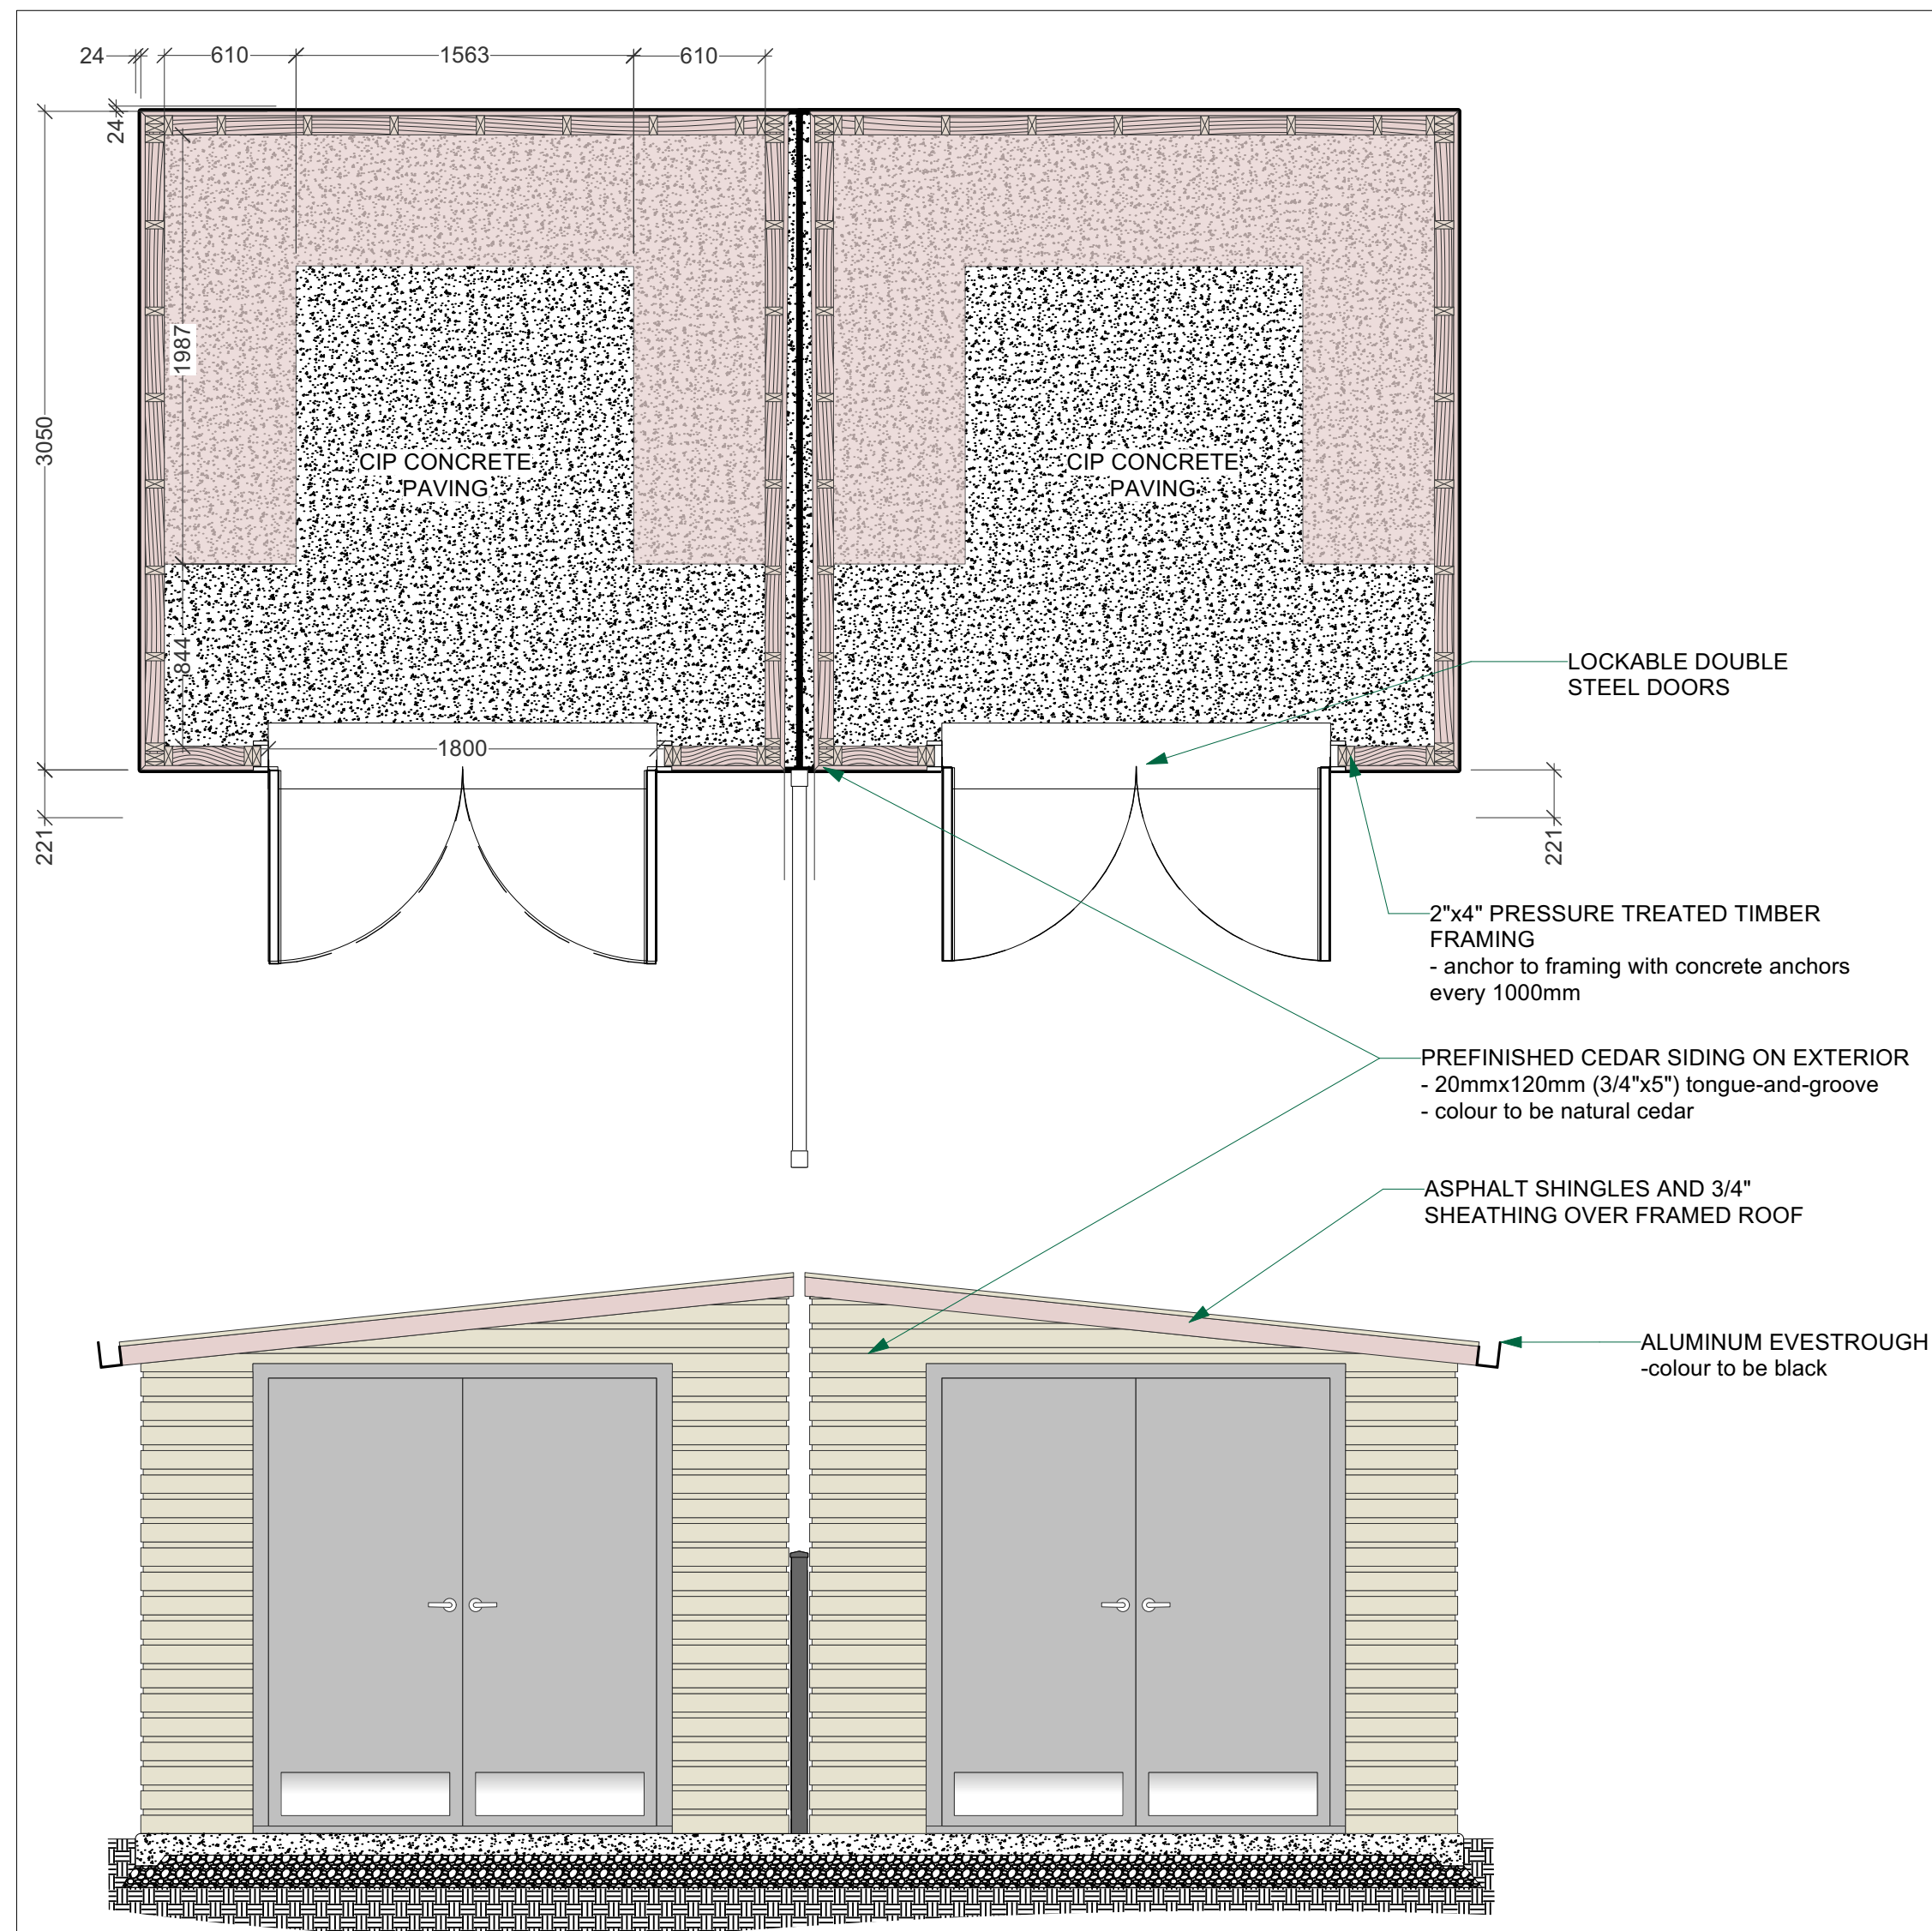 24
610
1563
610
24
3050
1987
844
1800
221
221
CIP CONCRETE
PAVING
CIP CONCRETE
PAVING
LOCKABLE DOUBLE
STEEL DOORS
2"x4" PRESSURE TREATED TIMBER
FRAMING
- anchor to framing with concrete anchors
every 1000mm
PREFINISHED CEDAR SIDING ON EXTERIOR
- 20mmx120mm (3/4"x5") tongue-and-groove
- colour to be natural cedar
ASPHALT SHINGLES AND 3/4"
SHEATHING OVER FRAMED ROOF
ALUMINUM EVESTROUGH
-colour to be black